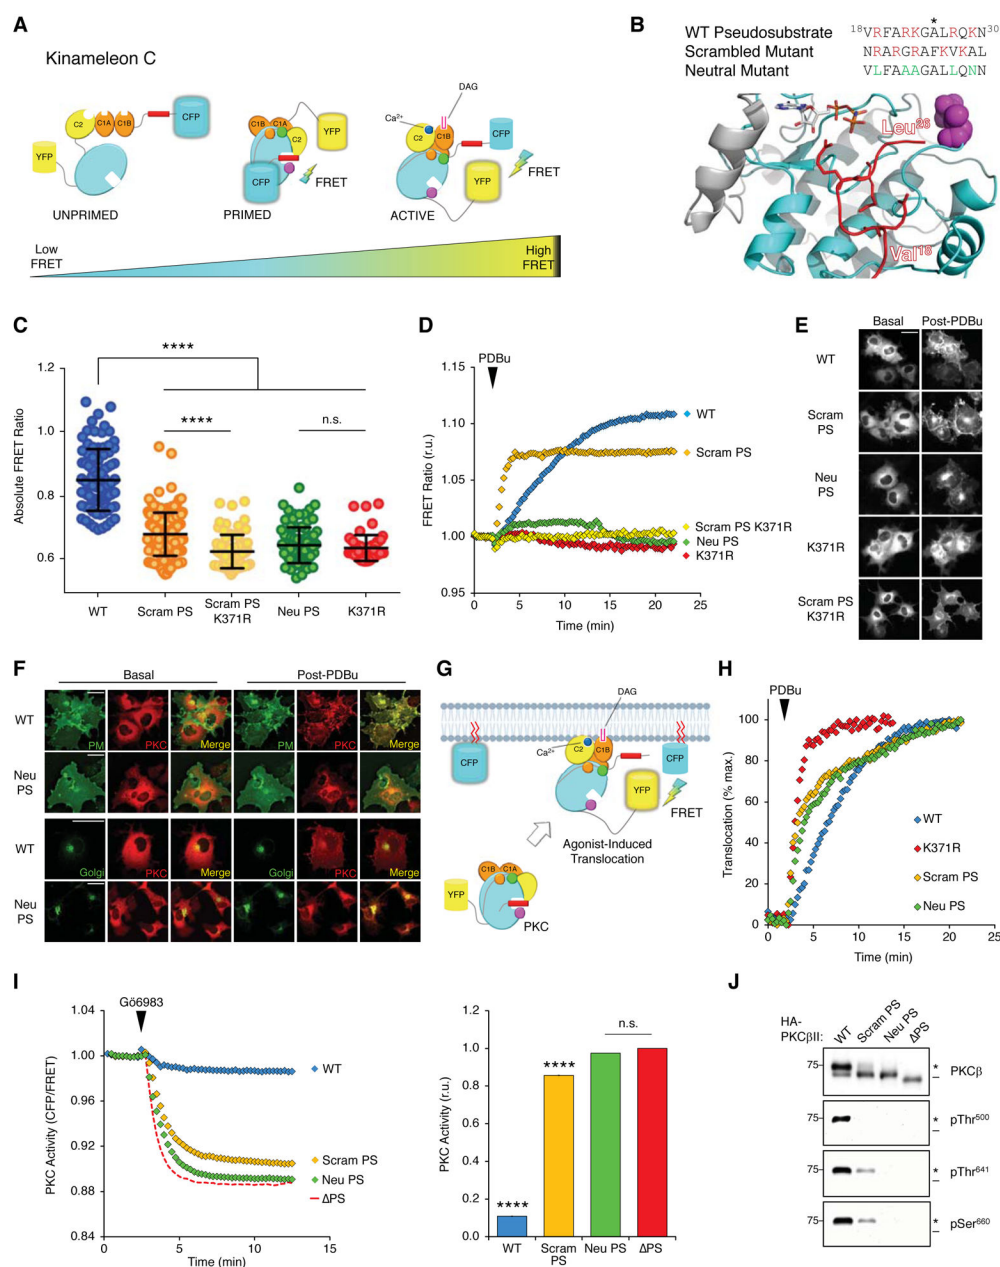 A
Kinameleon C
C2
C1A
C1B
CFP
YFP
UNPRIMED
C1B
C1A
C2
YFP
CFP
FRET
PRIMED
DAG
Ca²⁺
C2
C1B
CFP
YFP
FRET
ACTIVE
Low
FRET
High
FRET
B
*
WT Pseudosubstrate ¹⁸VRFARKGALRQKN³⁰
Scrambled Mutant NRARGRAFKVKAL
Neutral Mutant VLFAAAGALLQNN
Leu²⁶
Val¹⁸
C
Absolute FRET Ratio
1.2
1.0
0.8
0.6
****
****
n.s.
WT
Scram PS
Scram PS
K371R
Neu PS
K371R
D
PDBu
FRET Ratio (r.u.)
1.15
1.10
1.05
1.00
0.95
WT
Scram PS
Scram PS K371R
Neu PS
K371R
0 5 10 15 20 25
Time (min)
E
Basal Post-PDBu
WT
Scram
PS
Neu
PS
K371R
Scram PS
K371R
F
Basal Post-PDBu
WT
PM PKC Merge PM PKC Merge
Neu
PS
WT
Golgi PKC Merge Golgi PKC Merge
Neu
PS
G
CFP
DAG
Ca²⁺
C2
C1B
CFP
YFP
FRET
Agonist-Induced
Translocation
C1B
C1A
YFP
PKC
H
PDBu
Translocation (% max.)
100
80
60
40
20
0
WT
K371R
Scram PS
Neu PS
0 5 10 15 20 25
Time (min)
I
Gö6983
PKC Activity (CFP/FRET)
1.04
1.00
0.96
0.92
0.88
0.84
WT
Scram PS
Neu PS
ΔPS
0 5 10 15
Time (min)
PKC Activity (r.u.)
1.2
1.0
0.8
0.6
0.4
0.2
0.0
****
****
n.s.
WT
Scram
PS
Neu PS
ΔPS
J
HA-
PKCβII:
WT
Scram PS
Neu PS
ΔPS
75
*
PKCβ
*
pThr⁵⁰⁰
75
*
pThr⁶⁴¹
75
*
pSer⁶⁶⁰